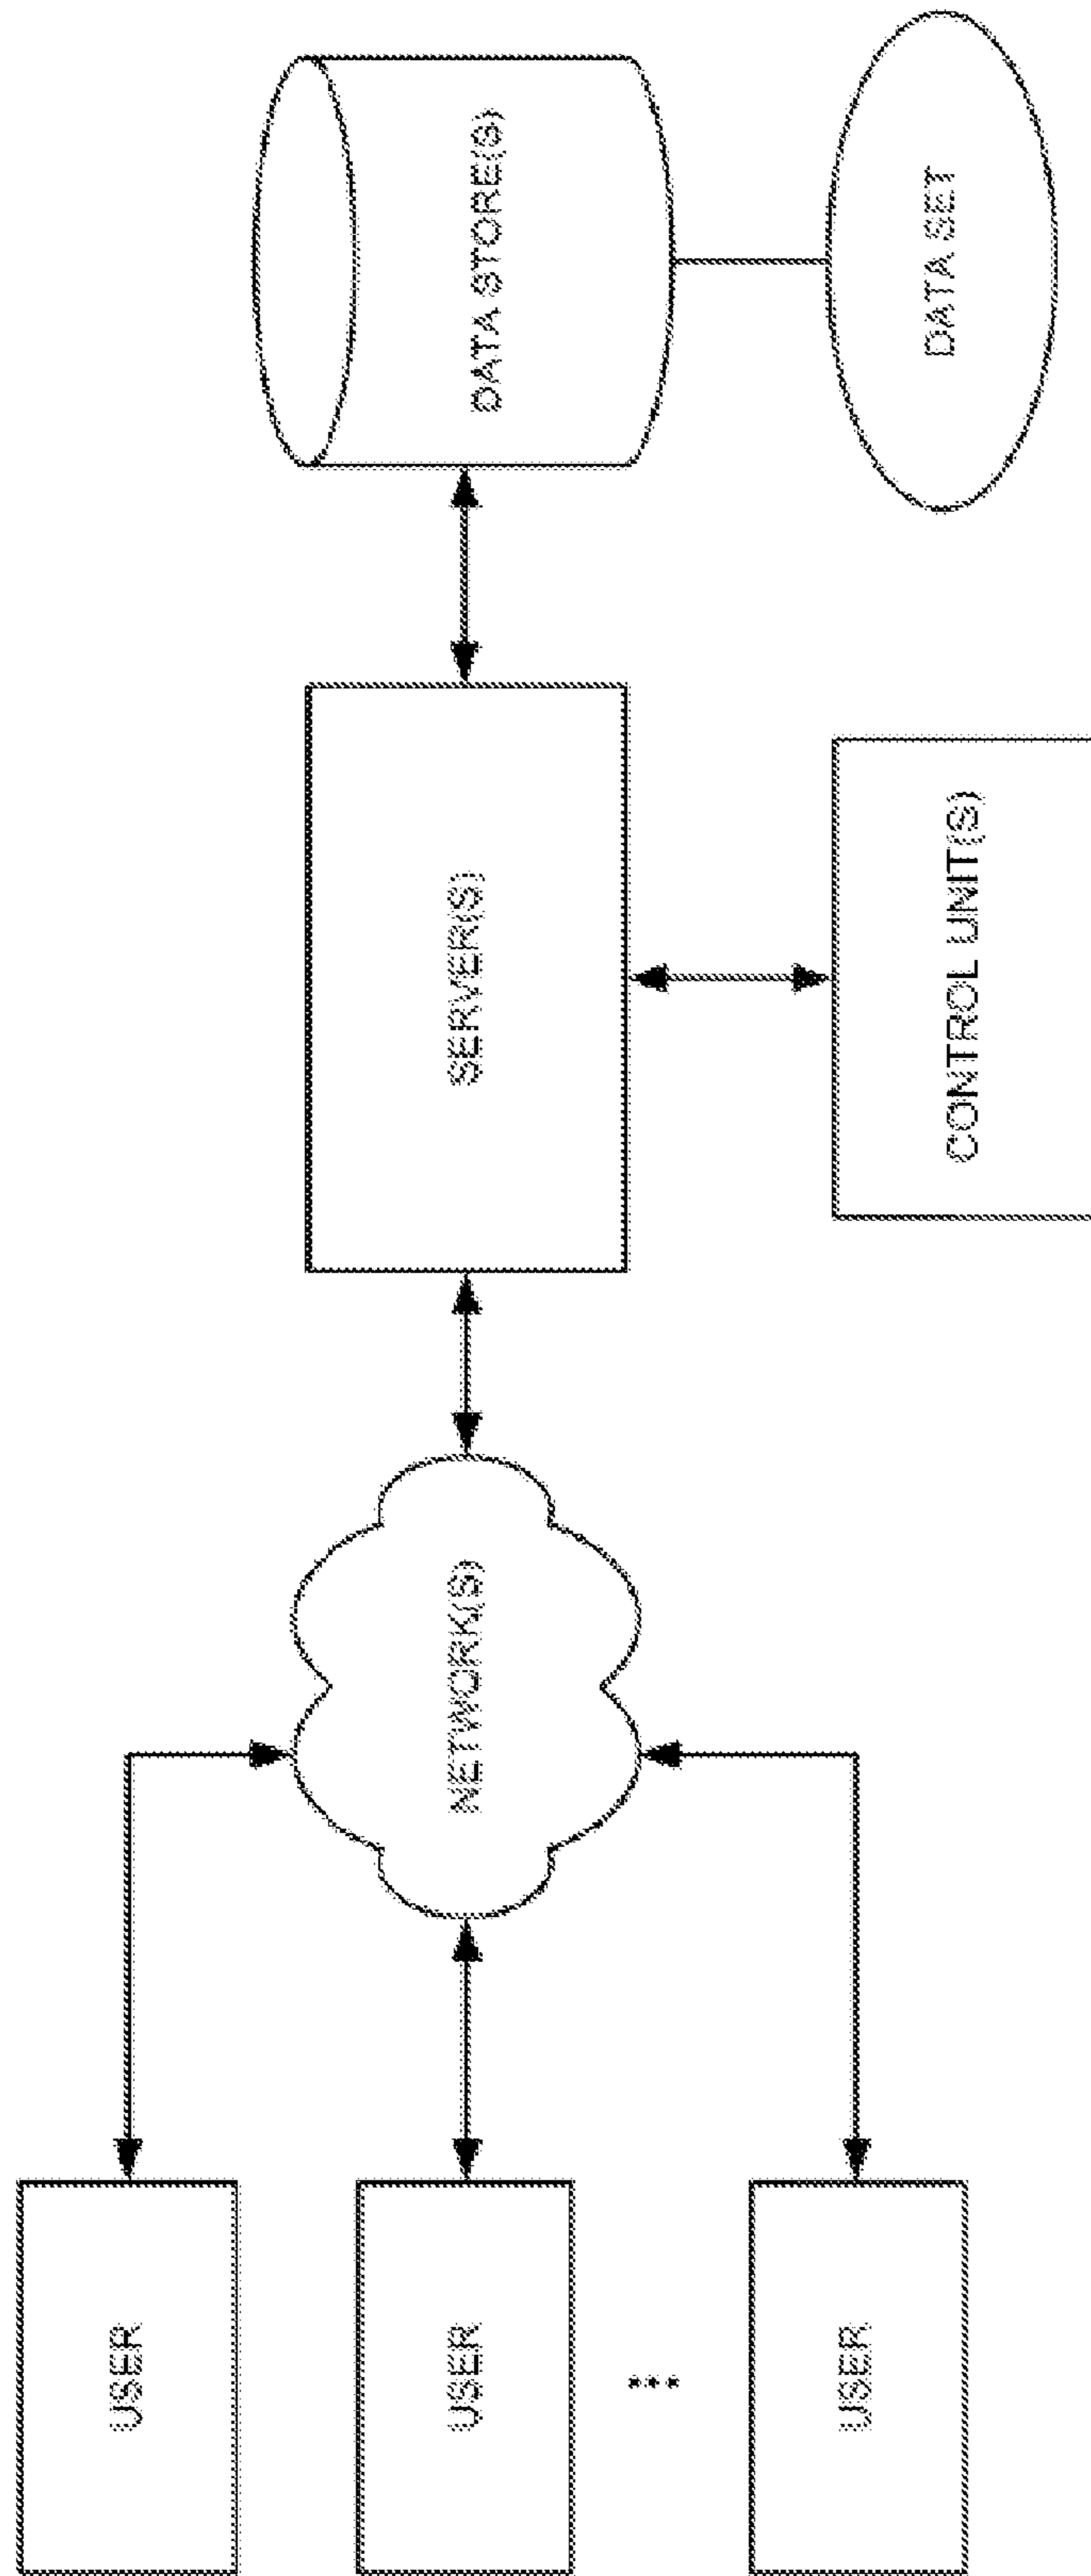 USER
USER
...
USER
NETWORK(S)
SERVER(S)
CONTROL UNIT(S)
DATA STORE(S)
DATA SET